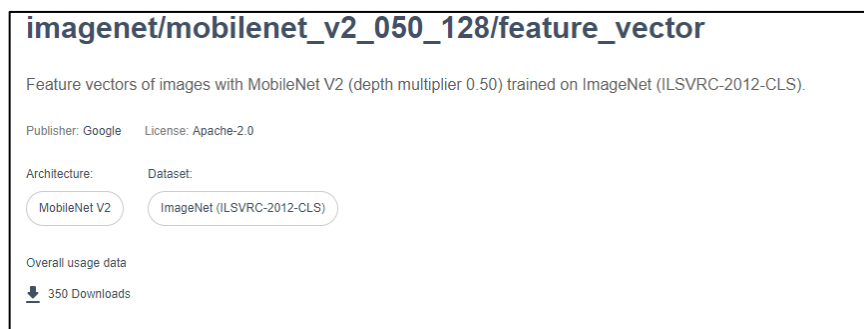 imagenet/mobilenet_v2_050_128/feature_vector
Feature vectors of images with MobileNet V2 (depth multiplier 0.50) trained on ImageNet (ILSVRC-2012-CLS).
Publisher: Google License: Apache-2.0
Architecture: Dataset:
MobileNet V2 ImageNet (ILSVRC-2012-CLS)
Overall usage data
350 Downloads